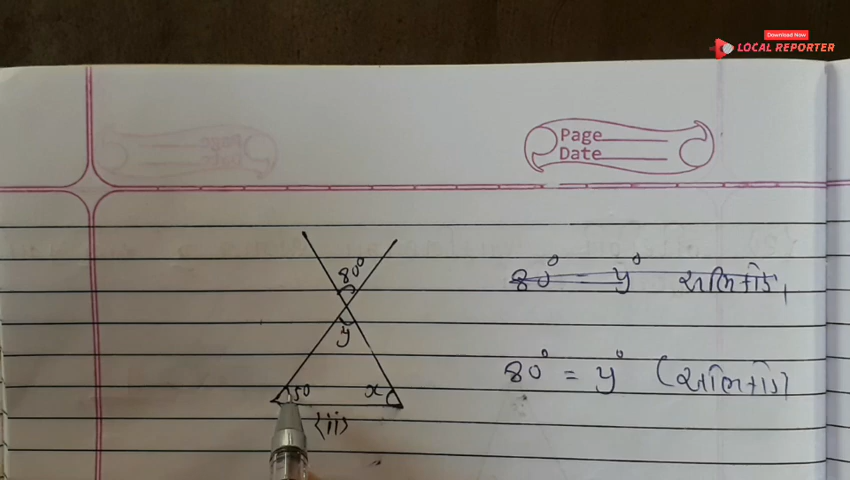 Download Now
LOCAL REPORTER
Page
Date
80°
80° y°
y
80° = y°
50 x
(ii)